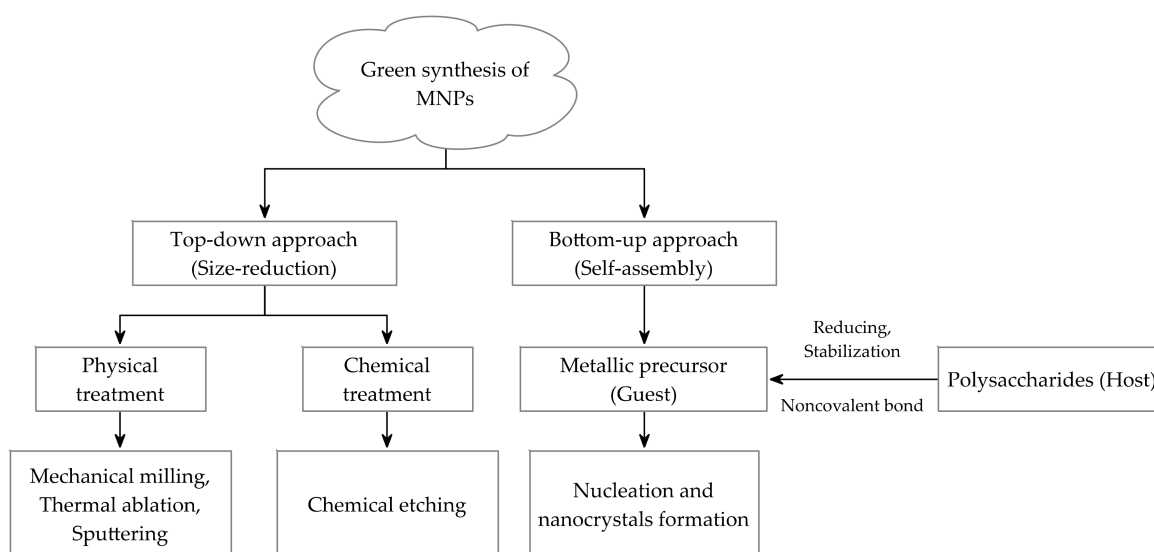 Green synthesis of
MNPs
Top-down approach
(Size-reduction)
Bottom-up approach
(Self-assembly)
Physical
treatment
Chemical
treatment
Metallic precursor
(Guest)
Reducing,
Stabilization
Noncovalent bond
Polysaccharides (Host)
Mechanical milling,
Thermal ablation,
Sputtering
Chemical etching
Nucleation and
nanocrystals formation